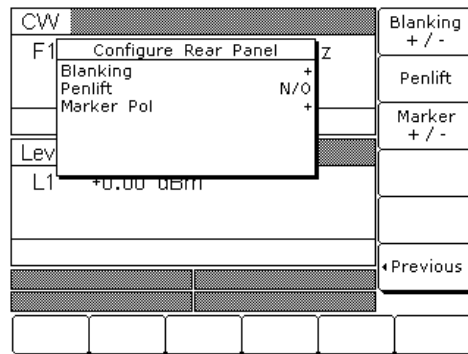 CW
F1
z
Configure Rear Panel
Blanking +
Penlift N/O
Marker Pol +
Lev
L1 +0.00 dBm
Blanking
+ / -
Penlift
Marker
+ / -
Previous